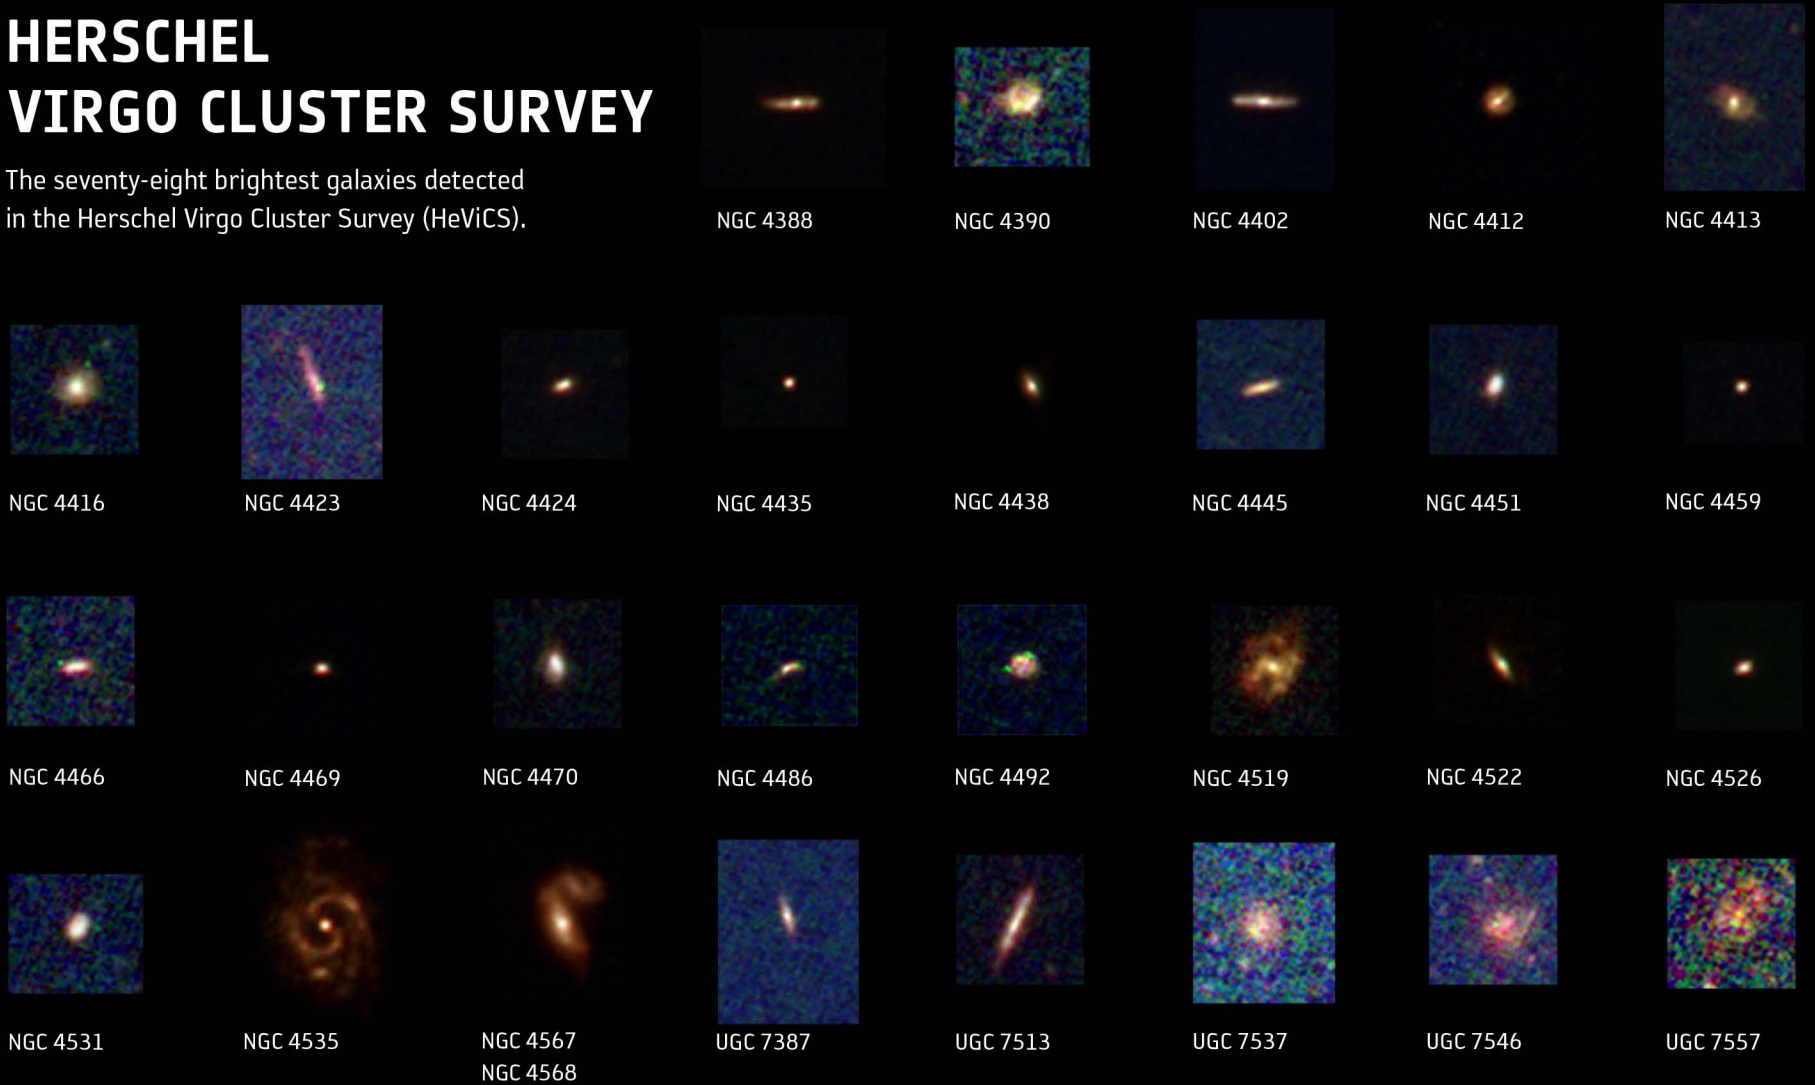 HERSCHEL
VIRGO CLUSTER SURVEY
The seventy-eight brightest galaxies detected
in the Herschel Virgo Cluster Survey (HeViCS).
NGC 4388 NGC 4390 NGC 4402 NGC 4412 NGC 4413
NGC 4416 NGC 4423 NGC 4424 NGC 4435 NGC 4438 NGC 4445 NGC 4451 NGC 4459
NGC 4466 NGC 4469 NGC 4470 NGC 4486 NGC 4492 NGC 4519 NGC 4522 NGC 4526
NGC 4531 NGC 4535 NGC 4567 UGC 7387 UGC 7513 UGC 7537 UGC 7546 UGC 7557
NGC 4568